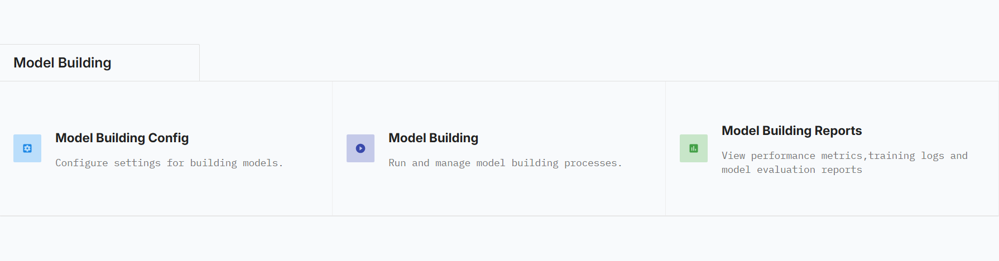 Model Building
Model Building Config
Configure settings for building models.
Model Building
Run and manage model building processes.
Model Building Reports
View performance metrics,training logs and
model evaluation reports